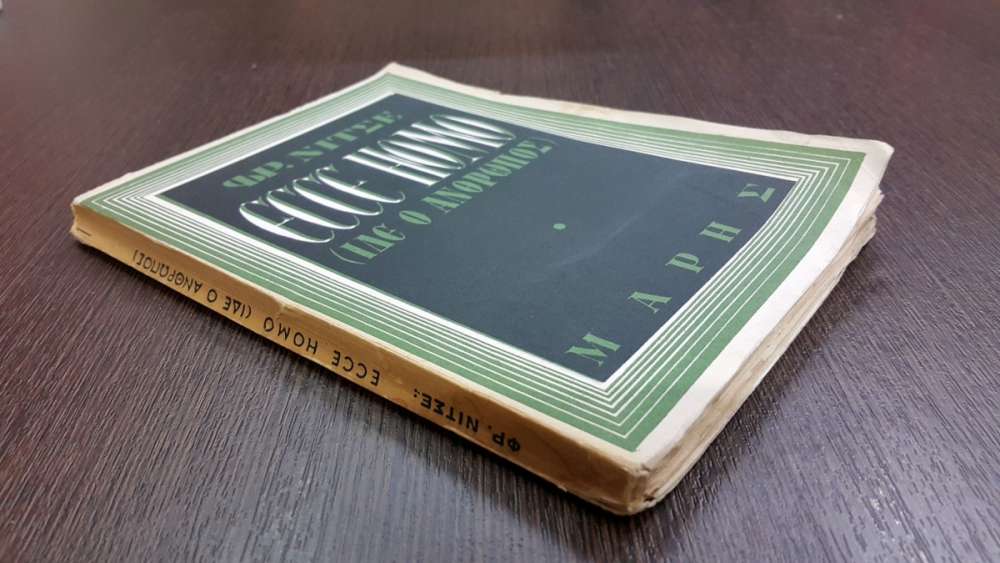 ΦΡ. ΝΙΤΣΕ
ECCE HOMO
(ΙΔΕ Ο ΑΝΘΡΩΠΟΣ)
ΜΑΡΗΣ
ΦΡ. ΝΙΤΣΕ: ECCE HOMO (ΙΔΕ Ο ΑΝΘΡΩΠΟΣ)